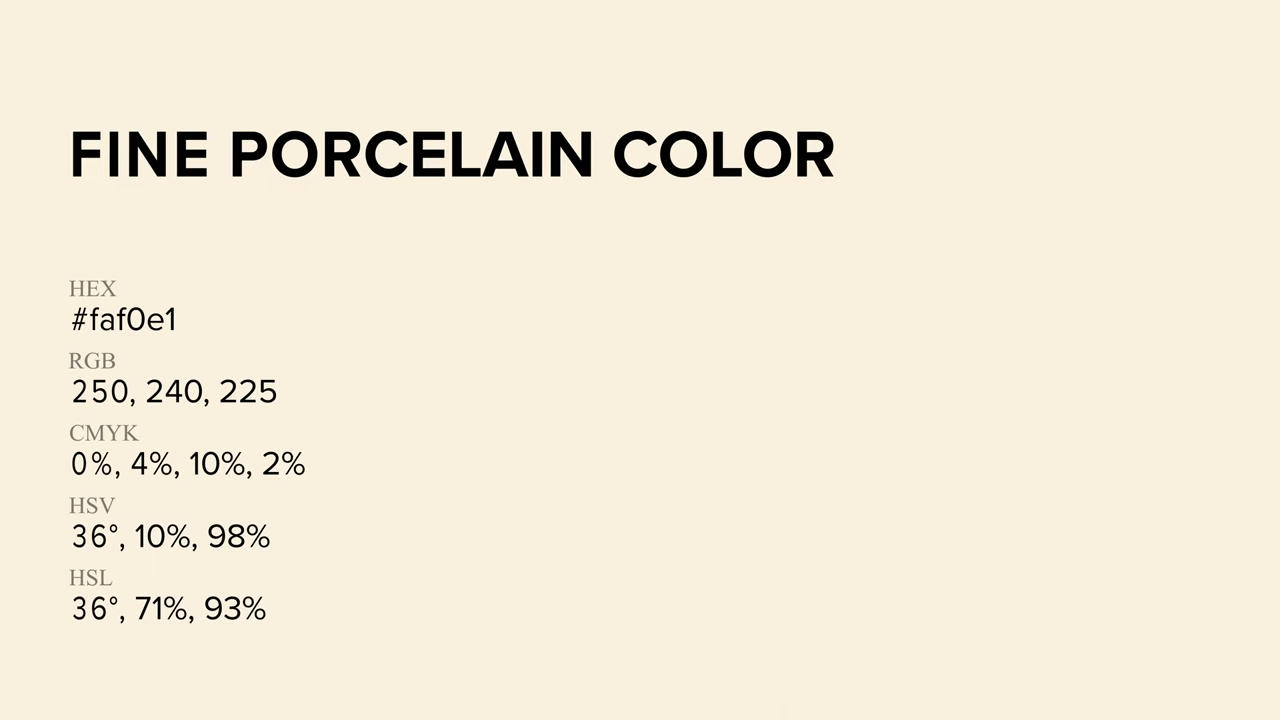 FINE PORCELAIN COLOR
HEX
#faf0e1
RGB
250, 240, 225
CMYK
0%, 4%, 10%, 2%
HSV
36°, 10%, 98%
HSL
36°, 71%, 93%